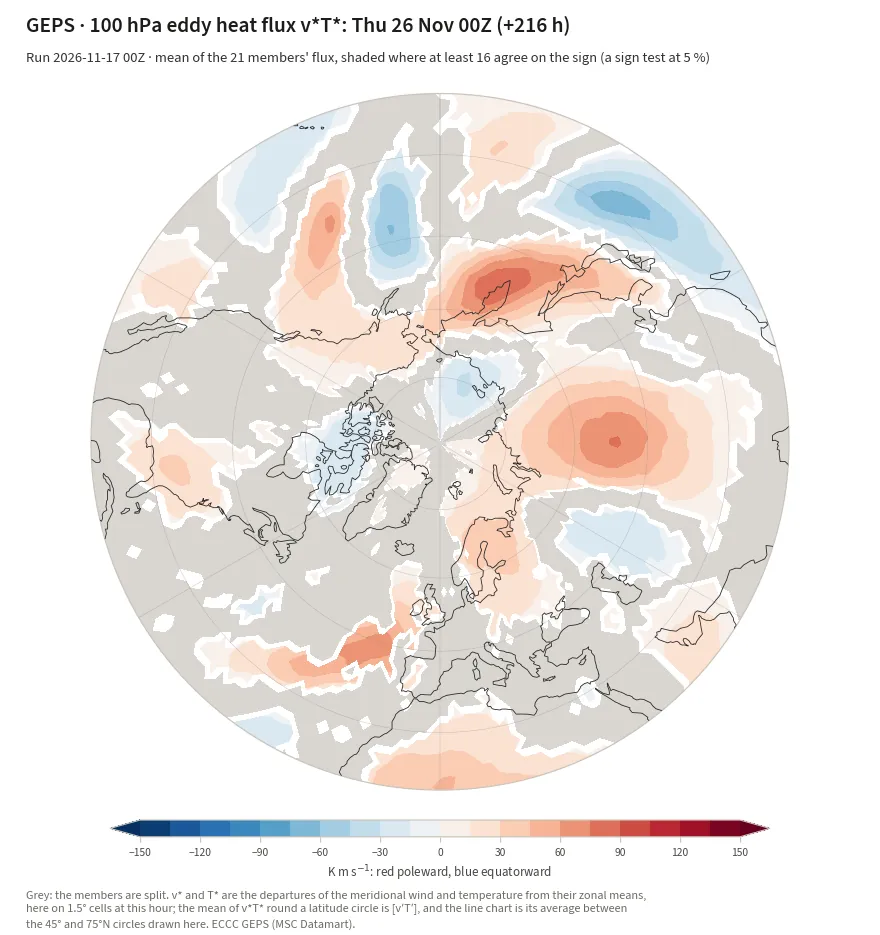 GEPS · 100 hPa eddy heat flux v*T*: Thu 26 Nov 00Z (+216 h)
Run 2026-11-17 00Z · mean of the 21 members' flux, shaded where at least 16 agree on the sign (a sign test at 5 %)
−150 −120 −90 −60 −30 0 30 60 90 120 150
K m s⁻¹: red poleward, blue equatorward
Grey: the members are split. v* and T* are the departures of the meridional wind and temperature from their zonal means,
here on 1.5° cells at this hour; the mean of v*T* round a latitude circle is [v′T′], and the line chart is its average between
the 45° and 75°N circles drawn here. ECCC GEPS (MSC Datamart).